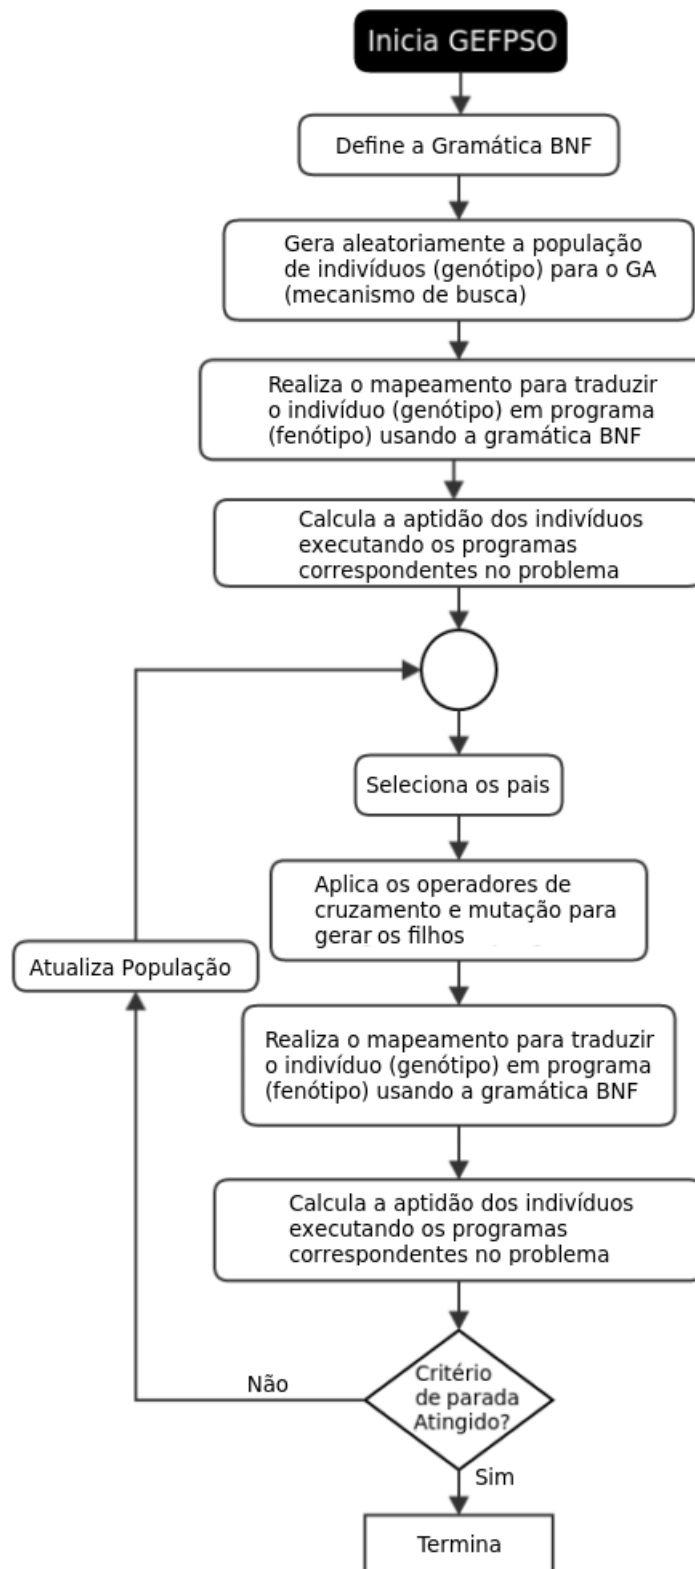 Inicia GEFPSO
Define a Gramática BNF
Gera aleatoriamente a população
de indivíduos (genótipo) para o GA
(mecanismo de busca)
Realiza o mapeamento para traduzir
o indivíduo (genótipo) em programa
(fenótipo) usando a gramática BNF
Calcula a aptidão dos indivíduos
executando os programas
correspondentes no problema
Seleciona os pais
Aplica os operadores de
cruzamento e mutação para
gerar os filhos
Atualiza População
Realiza o mapeamento para traduzir
o indivíduo (genótipo) em programa
(fenótipo) usando a gramática BNF
Calcula a aptidão dos indivíduos
executando os programas
correspondentes no problema
Critério
de parada
Atingido?
Não
Sim
Termina